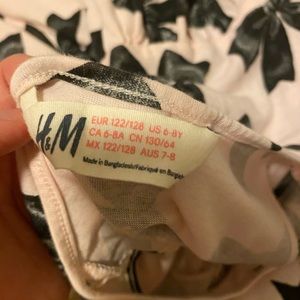 H&M
EUR 122/128 US 6-8Y
CA 6-8A CN 130/64
MX 122/128 AUS 7-8
Made in Bangladesh/Fabriqué en